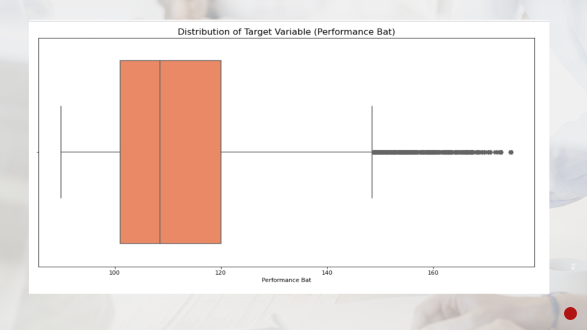 Distribution of Target Variable (Performance Bat)
100 120 140 160
Performance Bat